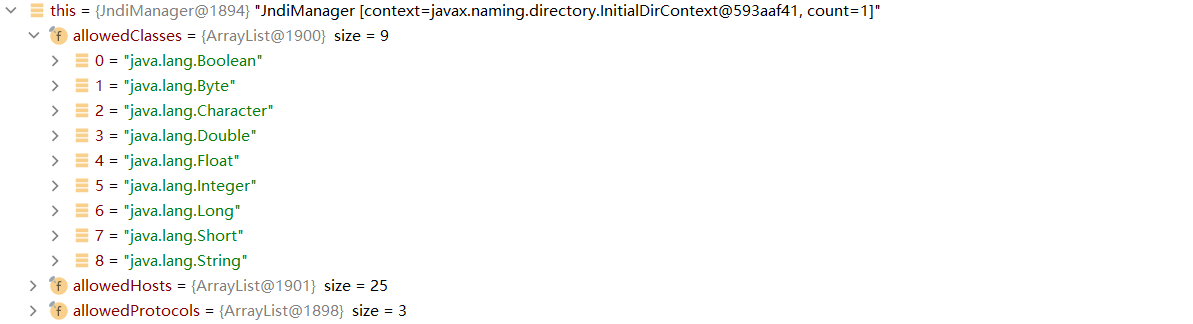 this = {JndiManager@1894} "JndiManager [context=javax.naming.directory.InitialDirContext@593aaf41, count=1]"
f allowedClasses = {ArrayList@1900} size = 9
0 = "java.lang.Boolean"
1 = "java.lang.Byte"
2 = "java.lang.Character"
3 = "java.lang.Double"
4 = "java.lang.Float"
5 = "java.lang.Integer"
6 = "java.lang.Long"
7 = "java.lang.Short"
8 = "java.lang.String"
f allowedHosts = {ArrayList@1901} size = 25
f allowedProtocols = {ArrayList@1898} size = 3